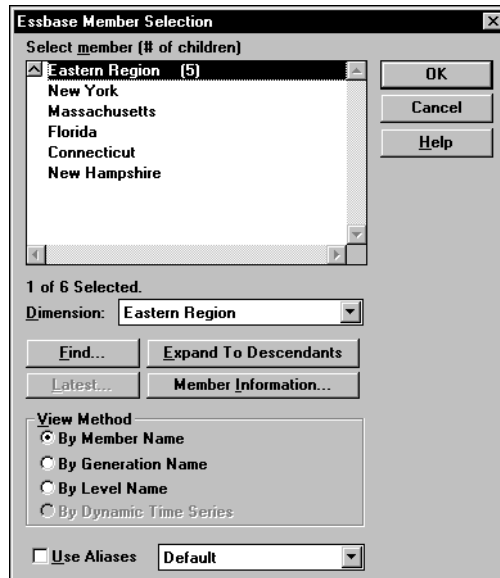 Essbase Member Selection
Select member (# of children)
Eastern Region (5)
New York
Massachusetts
Florida
Connecticut
New Hampshire
OK
Cancel
Help
1 of 6 Selected.
Dimension: Eastern Region
Find... Expand To Descendants
Latest... Member Information...
View Method
By Member Name
By Generation Name
By Level Name
By Dynamic Time Series
Use Aliases Default